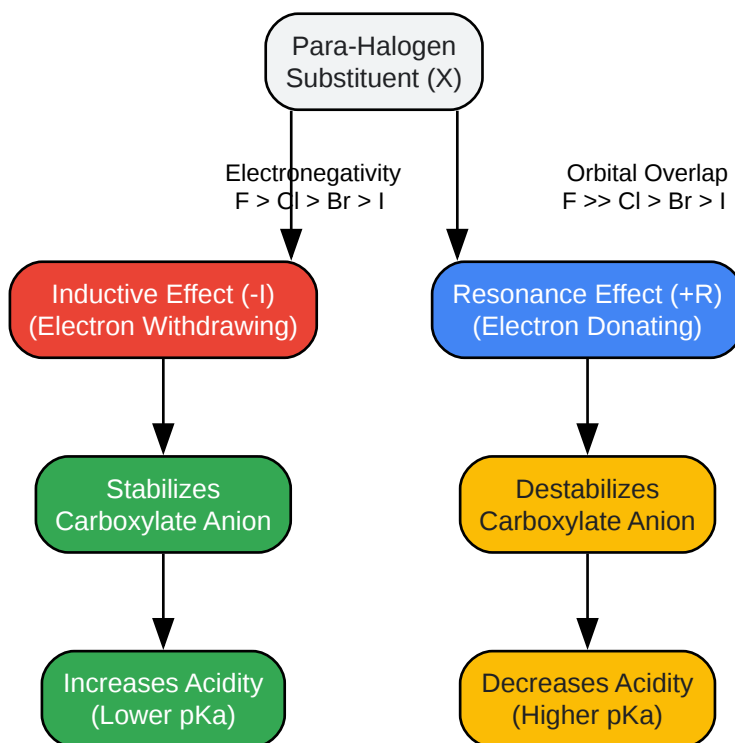 Para-Halogen
Substituent (X)
Electronegativity
F > Cl > Br > I
Orbital Overlap
F >> Cl > Br > I
Inductive Effect (-I)
(Electron Withdrawing)
Resonance Effect (+R)
(Electron Donating)
Stabilizes
Carboxylate Anion
Destabilizes
Carboxylate Anion
Increases Acidity
(Lower pKa)
Decreases Acidity
(Higher pKa)